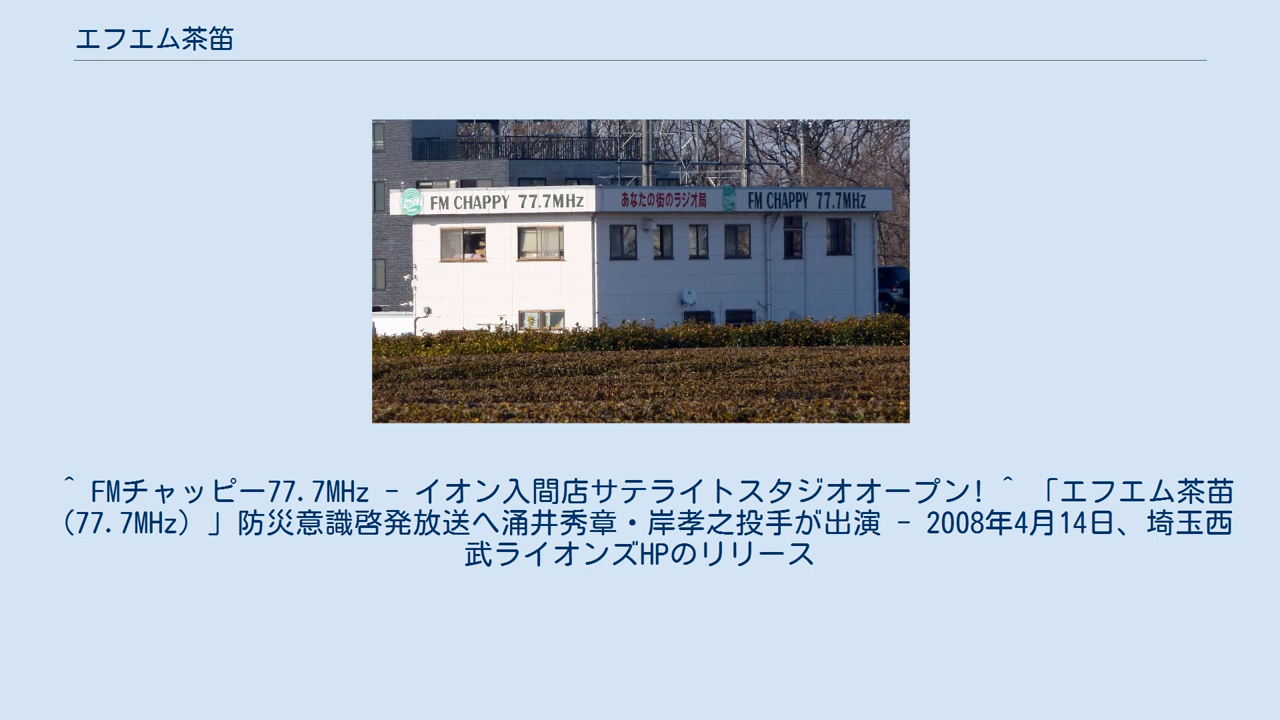 エフエム茶笛
FM CHAPPY 77.7MHz
あなたの街のラジオ局
FM CHAPPY 77.7MHz
^ FMチャッピー77.7MHz - イオン入間店サテライトスタジオオープン! ^ 「エフエム茶苗
(77.7MHz) 」防災意識啓発放送へ涌井秀章・岸孝之投手が出演 - 2008年4月14日、埼玉西
武ライオンズHPのリリース